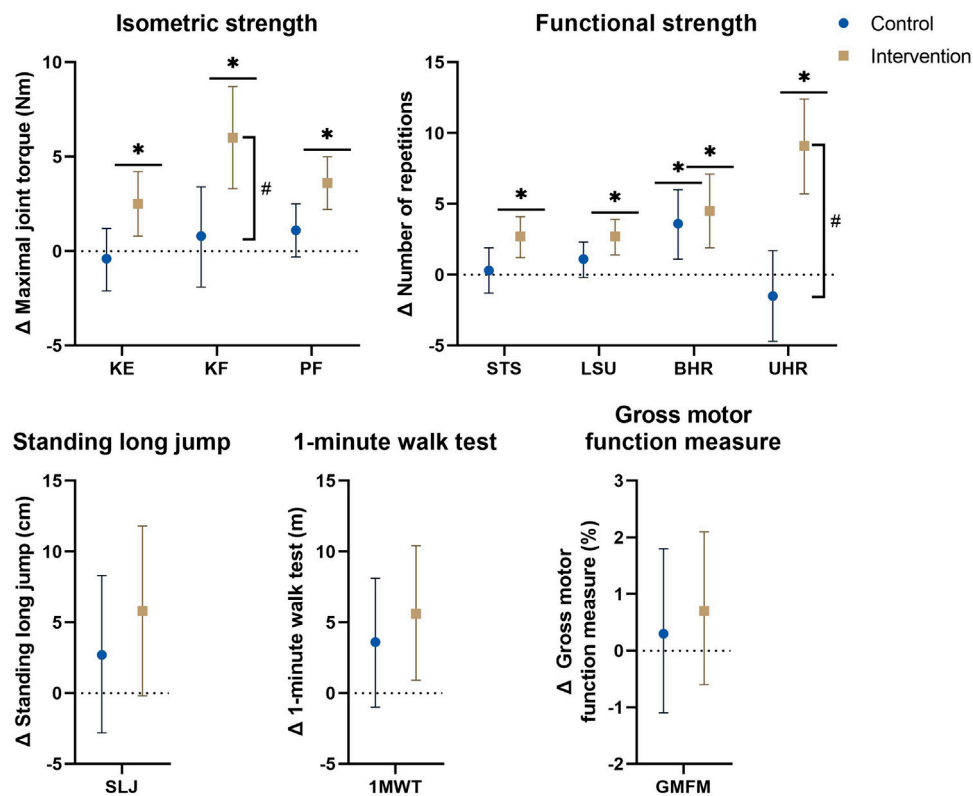 Isometric strength
Δ Maximal joint torque (Nm)
10
5
0
-5
*
*
*
#
KE
KF
PF
Functional strength
Δ Number of repetitions
15
10
5
0
-5
*
*
*
*
*
#
STS
LSU
BHR
UHR
Control
Intervention
Standing long jump
Δ Standing long jump (cm)
15
10
5
0
-5
SLJ
1-minute walk test
Δ 1-minute walk test (m)
15
10
5
0
-5
1MWT
Gross motor
function measure
Δ Gross motor
function measure (%)
3
2
1
0
-1
-2
GMFM